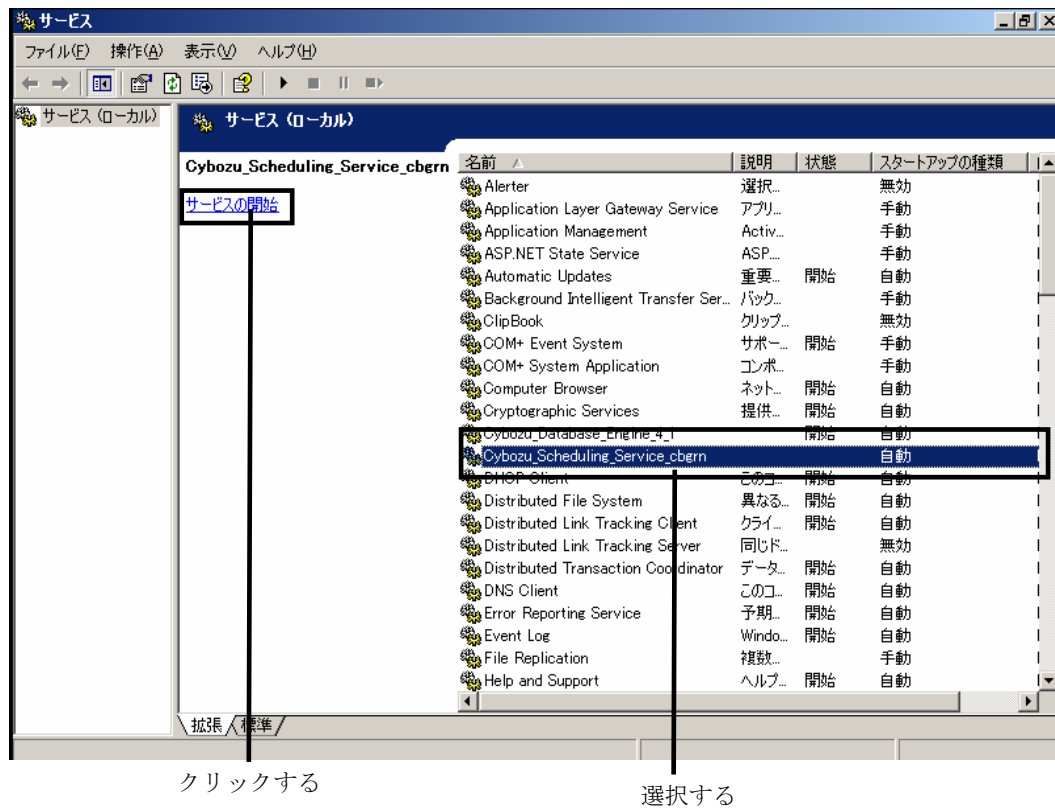 サービス
ファイル(F) 操作(A) 表示(V) ヘルプ(H)
サービス (ローカル)
サービス (ローカル)
Cybozu_Scheduling_Service_cbgrn
サービスの開始
名前 説明 状態 スタートアップの種類
Alerter 選択... 無効
Application Layer Gateway Service アプリ... 手動
Application Management Activ... 手動
ASP.NET State Service ASP.... 手動
Automatic Updates 重要... 開始 自動
Background Intelligent Transfer Ser... バック... 手動
ClipBook クリップ... 無効
COM+ Event System サポー... 開始 手動
COM+ System Application コンポ... 手動
Computer Browser ネット... 開始 自動
Cryptographic Services 提供... 開始 自動
Cybozu_Database_Engine_4_1 開始 自動
Cybozu_Scheduling_Service_cbgrn 自動
DHCP Client このコ... 開始 自動
Distributed File System 異なる... 開始 自動
Distributed Link Tracking Client クライ... 開始 自動
Distributed Link Tracking Server 同じド... 無効
Distributed Transaction Coordinator データ... 開始 自動
DNS Client このコ... 開始 自動
Error Reporting Service 予期... 開始 自動
Event Log Windo... 開始 自動
File Replication 複数... 手動
Help and Support ヘルプ... 開始 自動
拡張 標準
クリックする
選択する